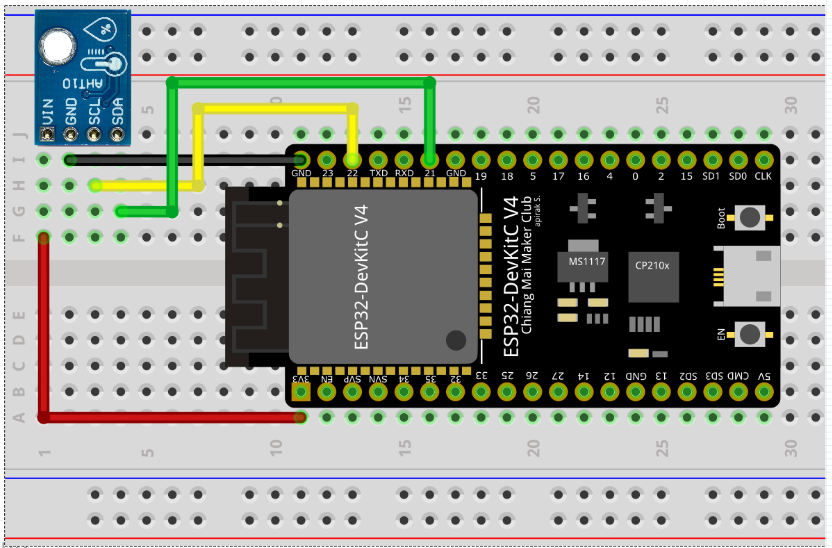 %
AHT10
VIN GND SCL SDA
5 10 15 20 25 30
J
I
H
G
F
E
D
C
B
A
GND 23 22 TXD RXD 21 GND 19 18 5 17 16 4 0 2 15 SD1 SD0 CLK
ESP32-DevKitC V4
ESP32-DevKitC V4
Chiang Mai Maker Club
apirak S.
MS1117
CP210x
Boot
EN
3V3 EN SVP SVN 34 35 32 33 25 26 27 14 12 GND 13 SD2 SD3 CMD 5V
1 5 10 15 20 25 30